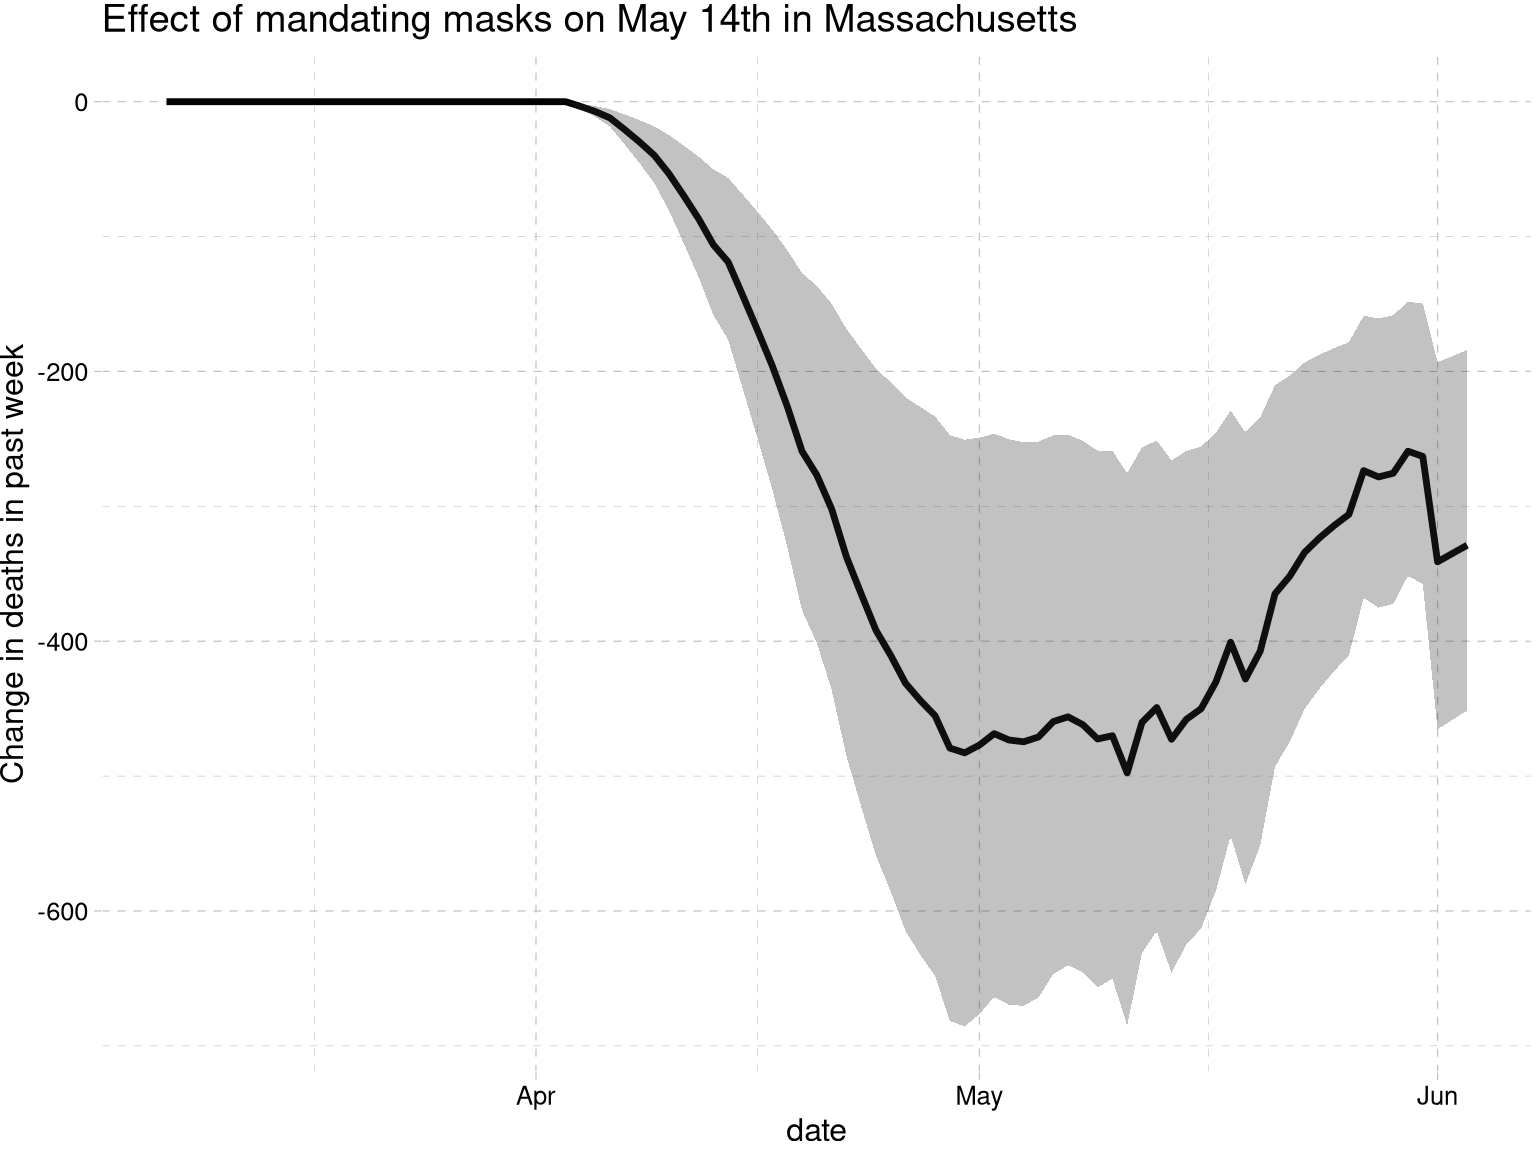 Effect of mandating masks on May 14th in Massachusetts
Change in deaths in past week
0
-200
-400
-600
Apr
May
Jun
date